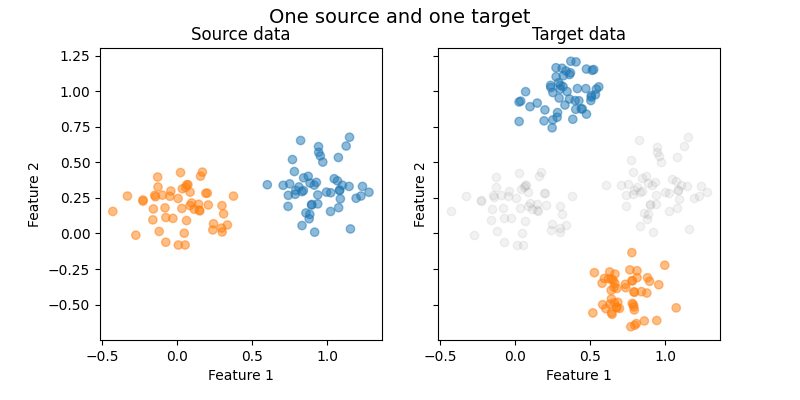 One source and one target
Source data
Target data
1.25
1.00
0.75
0.50
0.25
0.00
−0.25
−0.50
Feature 2
Feature 2
−0.5 0.0 0.5 1.0
−0.5 0.0 0.5 1.0
Feature 1
Feature 1